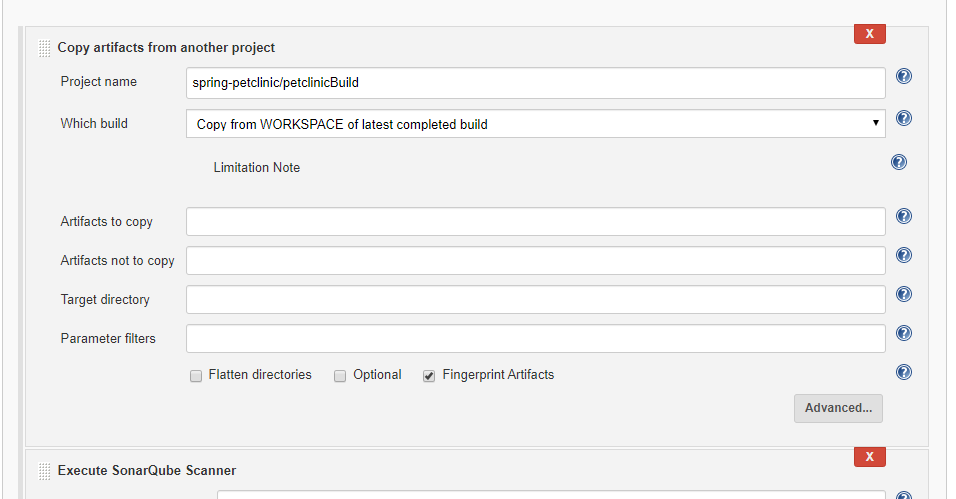 X
Copy artifacts from another project
Project name
spring-petclinic/petclinicBuild
?
Which build
Copy from WORKSPACE of latest completed build
?
Limitation Note
?
Artifacts to copy
?
Artifacts not to copy
?
Target directory
?
Parameter filters
?
Flatten directories Optional Fingerprint Artifacts
?
Advanced...
X
Execute SonarQube Scanner
?